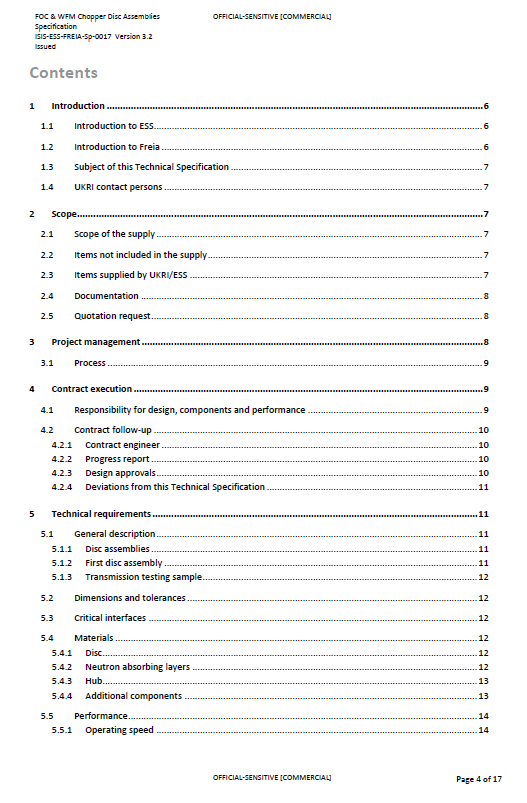 FOC & WFM Chopper Disc Assemblies
OFFICIAL-SENSITIVE [COMMERCIAL]
Specification
ISIS-ESS-FREIA-Sp-0017 Version 3.2
Issued
Contents
1 Introduction 6
1.1 Introduction to ESS 6
1.2 Introduction to Freia 6
1.3 Subject of this Technical Specification 7
1.4 UKRI contact persons 7
2 Scope 7
2.1 Scope of the supply 7
2.2 Items not included in the supply 7
2.3 Items supplied by UKRI/ESS 7
2.4 Documentation 8
2.5 Quotation request 8
3 Project management 8
3.1 Process 9
4 Contract execution 9
4.1 Responsibility for design, components and performance 9
4.2 Contract follow-up 10
4.2.1 Contract engineer 10
4.2.2 Progress report 10
4.2.3 Design approvals 10
4.2.4 Deviations from this Technical Specification 11
5 Technical requirements 11
5.1 General description 11
5.1.1 Disc assemblies 11
5.1.2 First disc assembly 11
5.1.3 Transmission testing sample 12
5.2 Dimensions and tolerances 12
5.3 Critical interfaces 12
5.4 Materials 12
5.4.1 Disc 12
5.4.2 Neutron absorbing layers 12
5.4.3 Hub 13
5.4.4 Additional components 13
5.5 Performance 14
5.5.1 Operating speed 14
OFFICIAL-SENSITIVE [COMMERCIAL]
Page 4 of 17